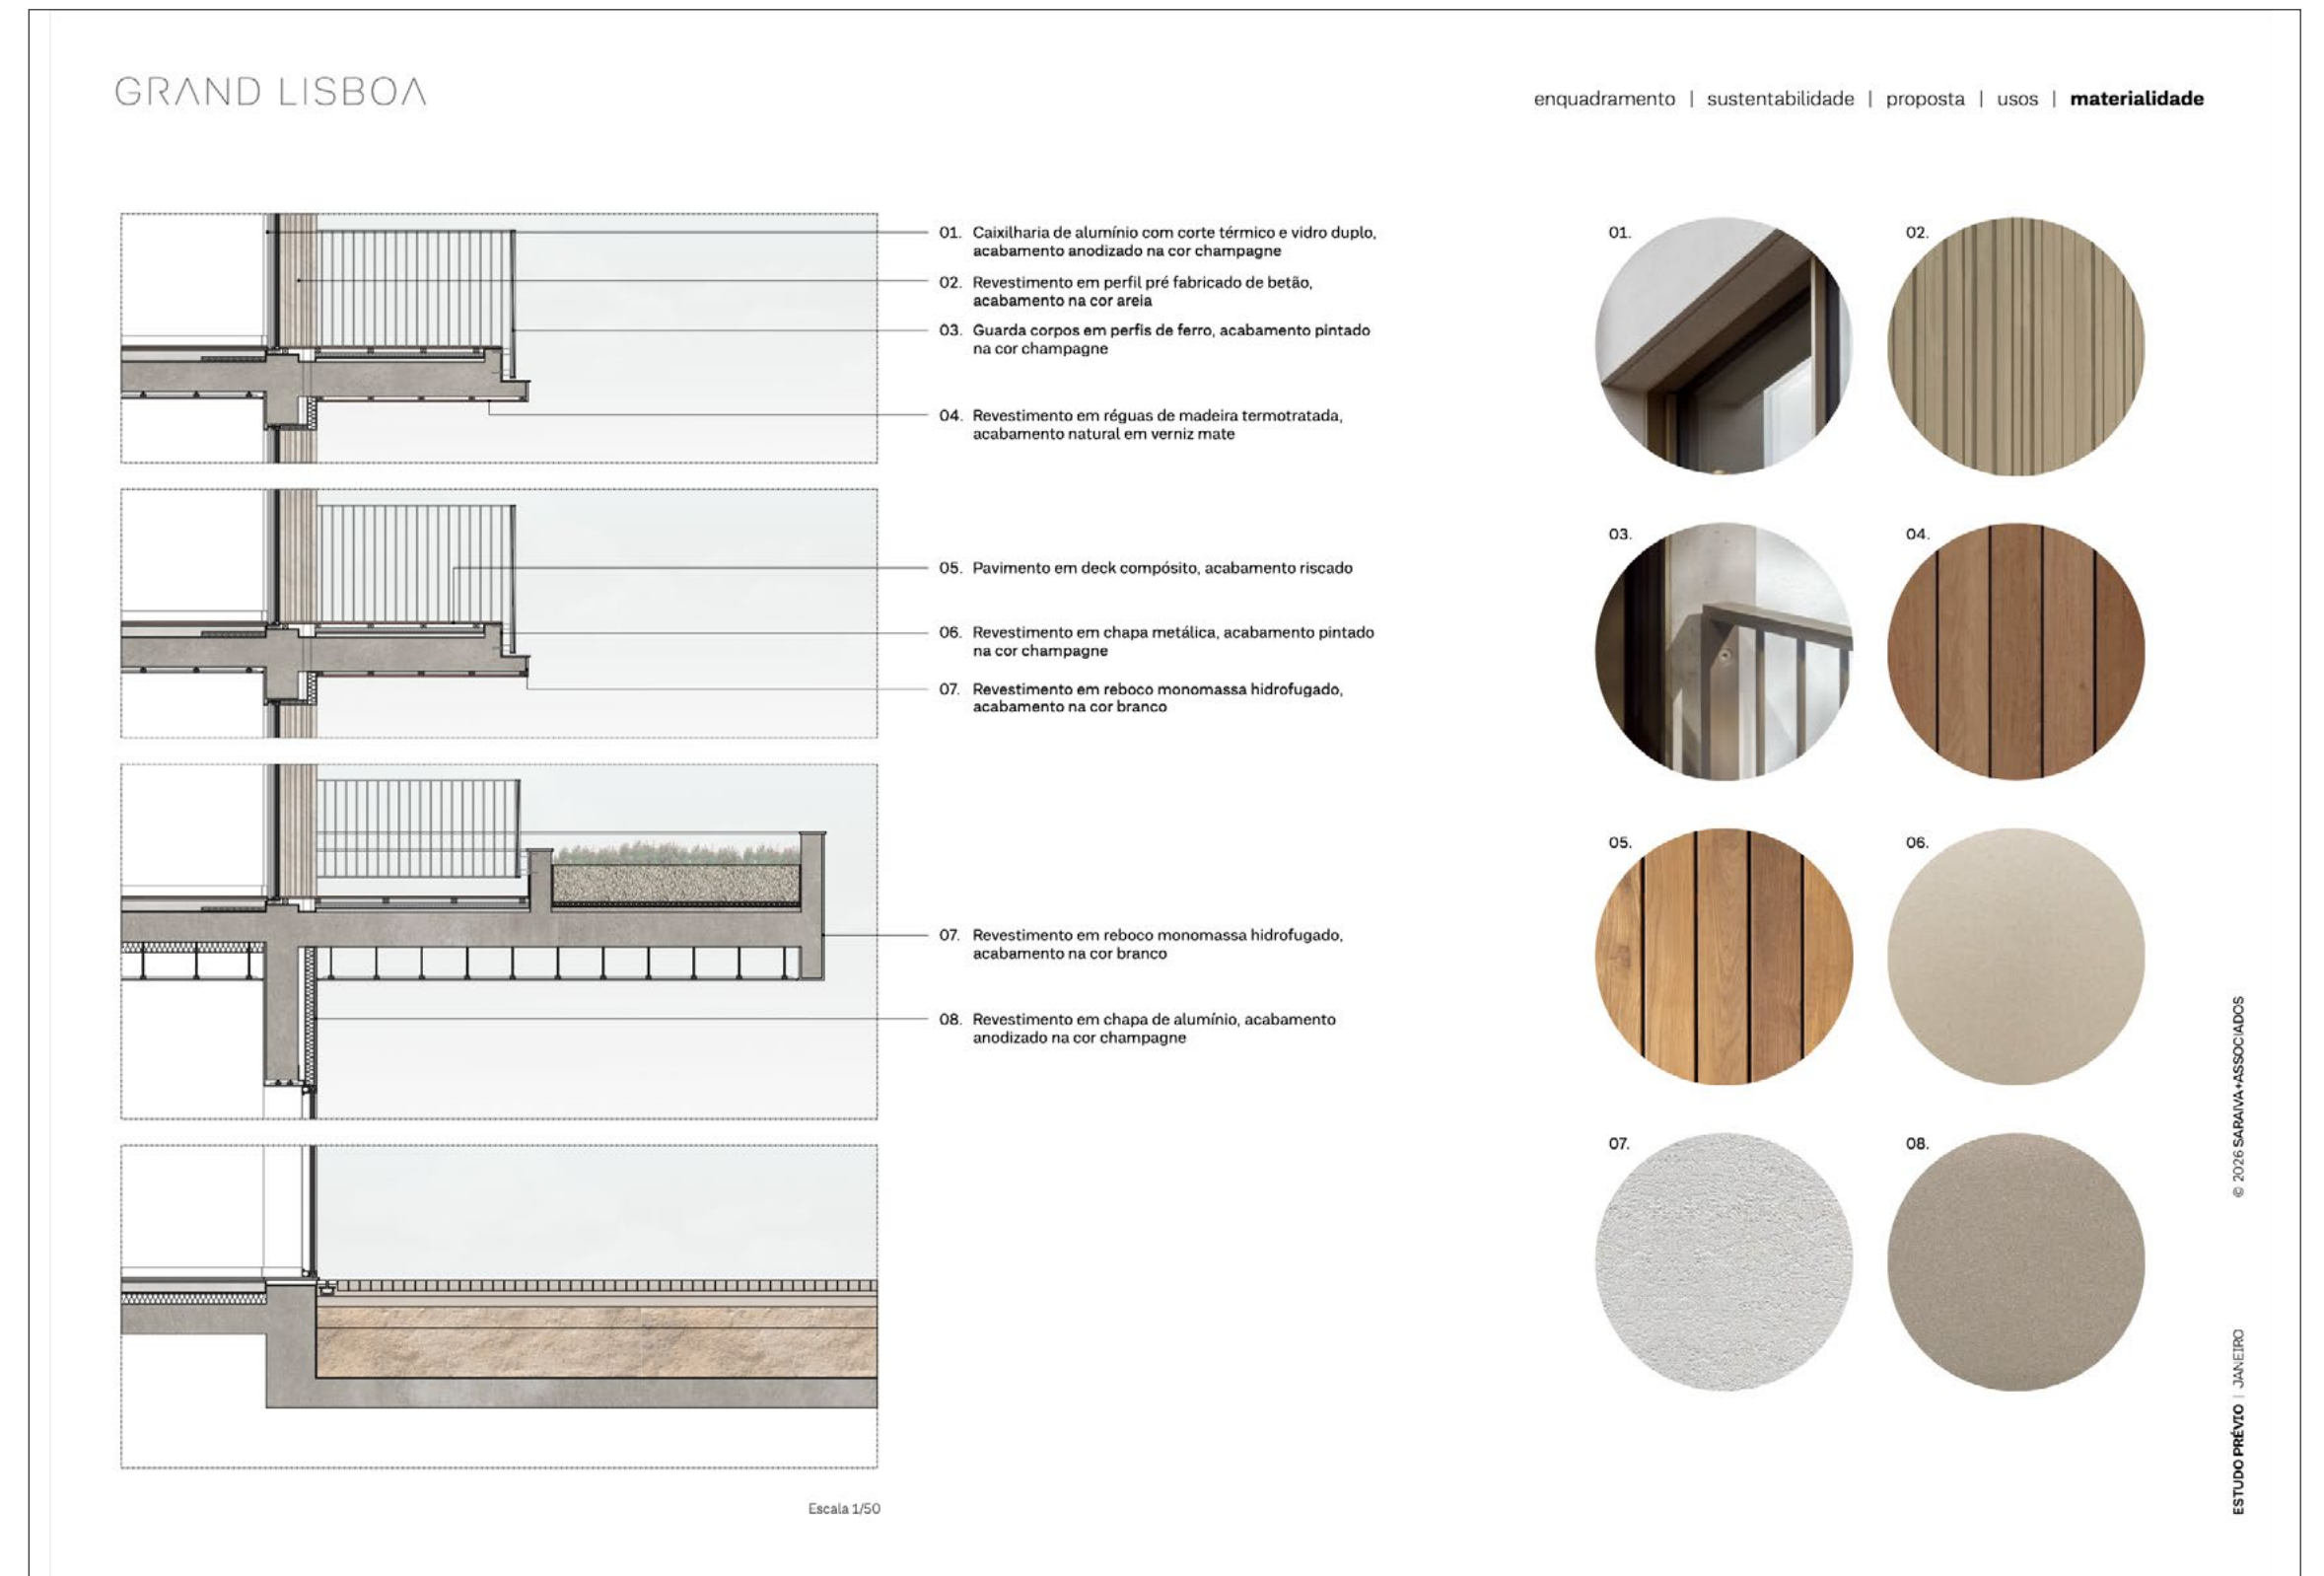 GRAND LISBOA
enquadramento | sustentabilidade | proposta | usos | materialidade
01. Caixilharia de alumínio com corte térmico e vidro duplo,
acabamento anodizado na cor champagne
02. Revestimento em perfil pré fabricado de betão,
acabamento na cor areia
03. Guarda corpos em perfis de ferro, acabamento pintado
na cor champagne
04. Revestimento em réguas de madeira termotratada,
acabamento natural em verniz mate
05. Pavimento em deck compósito, acabamento riscado
06. Revestimento em chapa metálica, acabamento pintado
na cor champagne
07. Revestimento em reboco monomassa hidrofugado,
acabamento na cor branco
07. Revestimento em reboco monomassa hidrofugado,
acabamento na cor branco
08. Revestimento em chapa de alumínio, acabamento
anodizado na cor champagne
Escala 1/50
01.
02.
03.
04.
05.
06.
07.
08.
© 2026 SARAIVA+ASSOCIADOS
ESTUDO PRÉVIO | JANEIRO